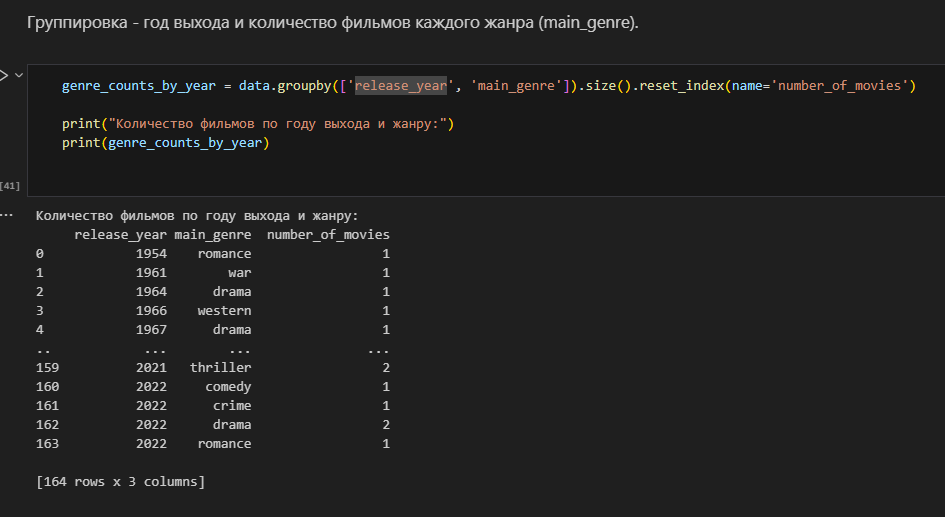 Группировка - год выхода и количество фильмов каждого жанра (main_genre).
genre_counts_by_year = data.groupby(['release_year', 'main_genre']).size().reset_index(name='number_of_movies')
print("Количество фильмов по году выхода и жанру:")
print(genre_counts_by_year)
[41]
... Количество фильмов по году выхода и жанру:
release_year main_genre number_of_movies
0 1954 romance 1
1 1961 war 1
2 1964 drama 1
3 1966 western 1
4 1967 drama 1
.. ... ... ...
159 2021 thriller 2
160 2022 comedy 1
161 2022 crime 1
162 2022 drama 2
163 2022 romance 1
[164 rows x 3 columns]